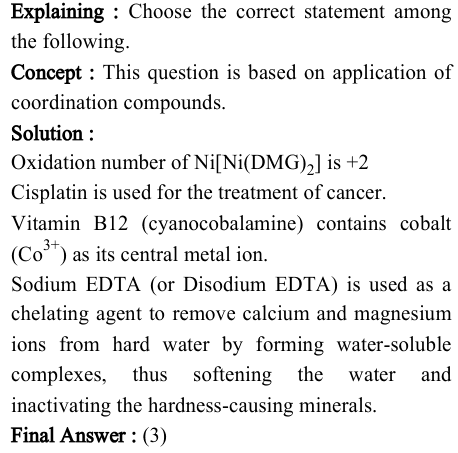 Explaining : Choose the correct statement among
the following.
Concept : This question is based on application of
coordination compounds.
Solution :
Oxidation number of Ni[Ni(DMG)₂] is +2
Cisplatin is used for the treatment of cancer.
Vitamin B12 (cyanocobalamine) contains cobalt
(Co³⁺) as its central metal ion.
Sodium EDTA (or Disodium EDTA) is used as a
chelating agent to remove calcium and magnesium
ions from hard water by forming water-soluble
complexes, thus softening the water and
inactivating the hardness-causing minerals.
Final Answer : (3)